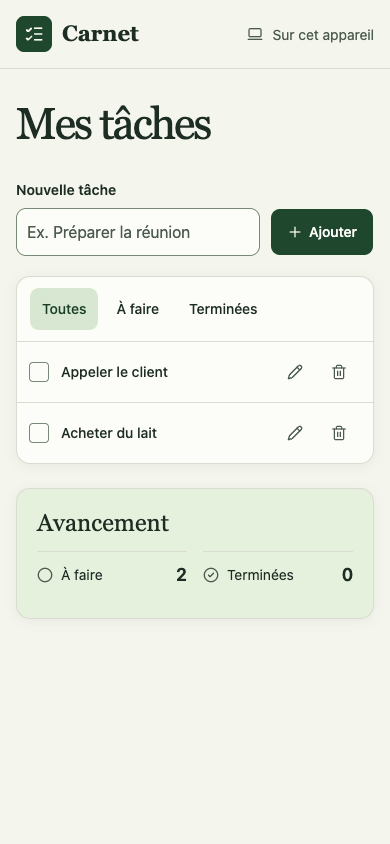 Carnet
Sur cet appareil
Mes tâches
Nouvelle tâche
Ex. Préparer la réunion
Ajouter
Toutes À faire Terminées
Appeler le client
Acheter du lait
Avancement
À faire 2 Terminées 0